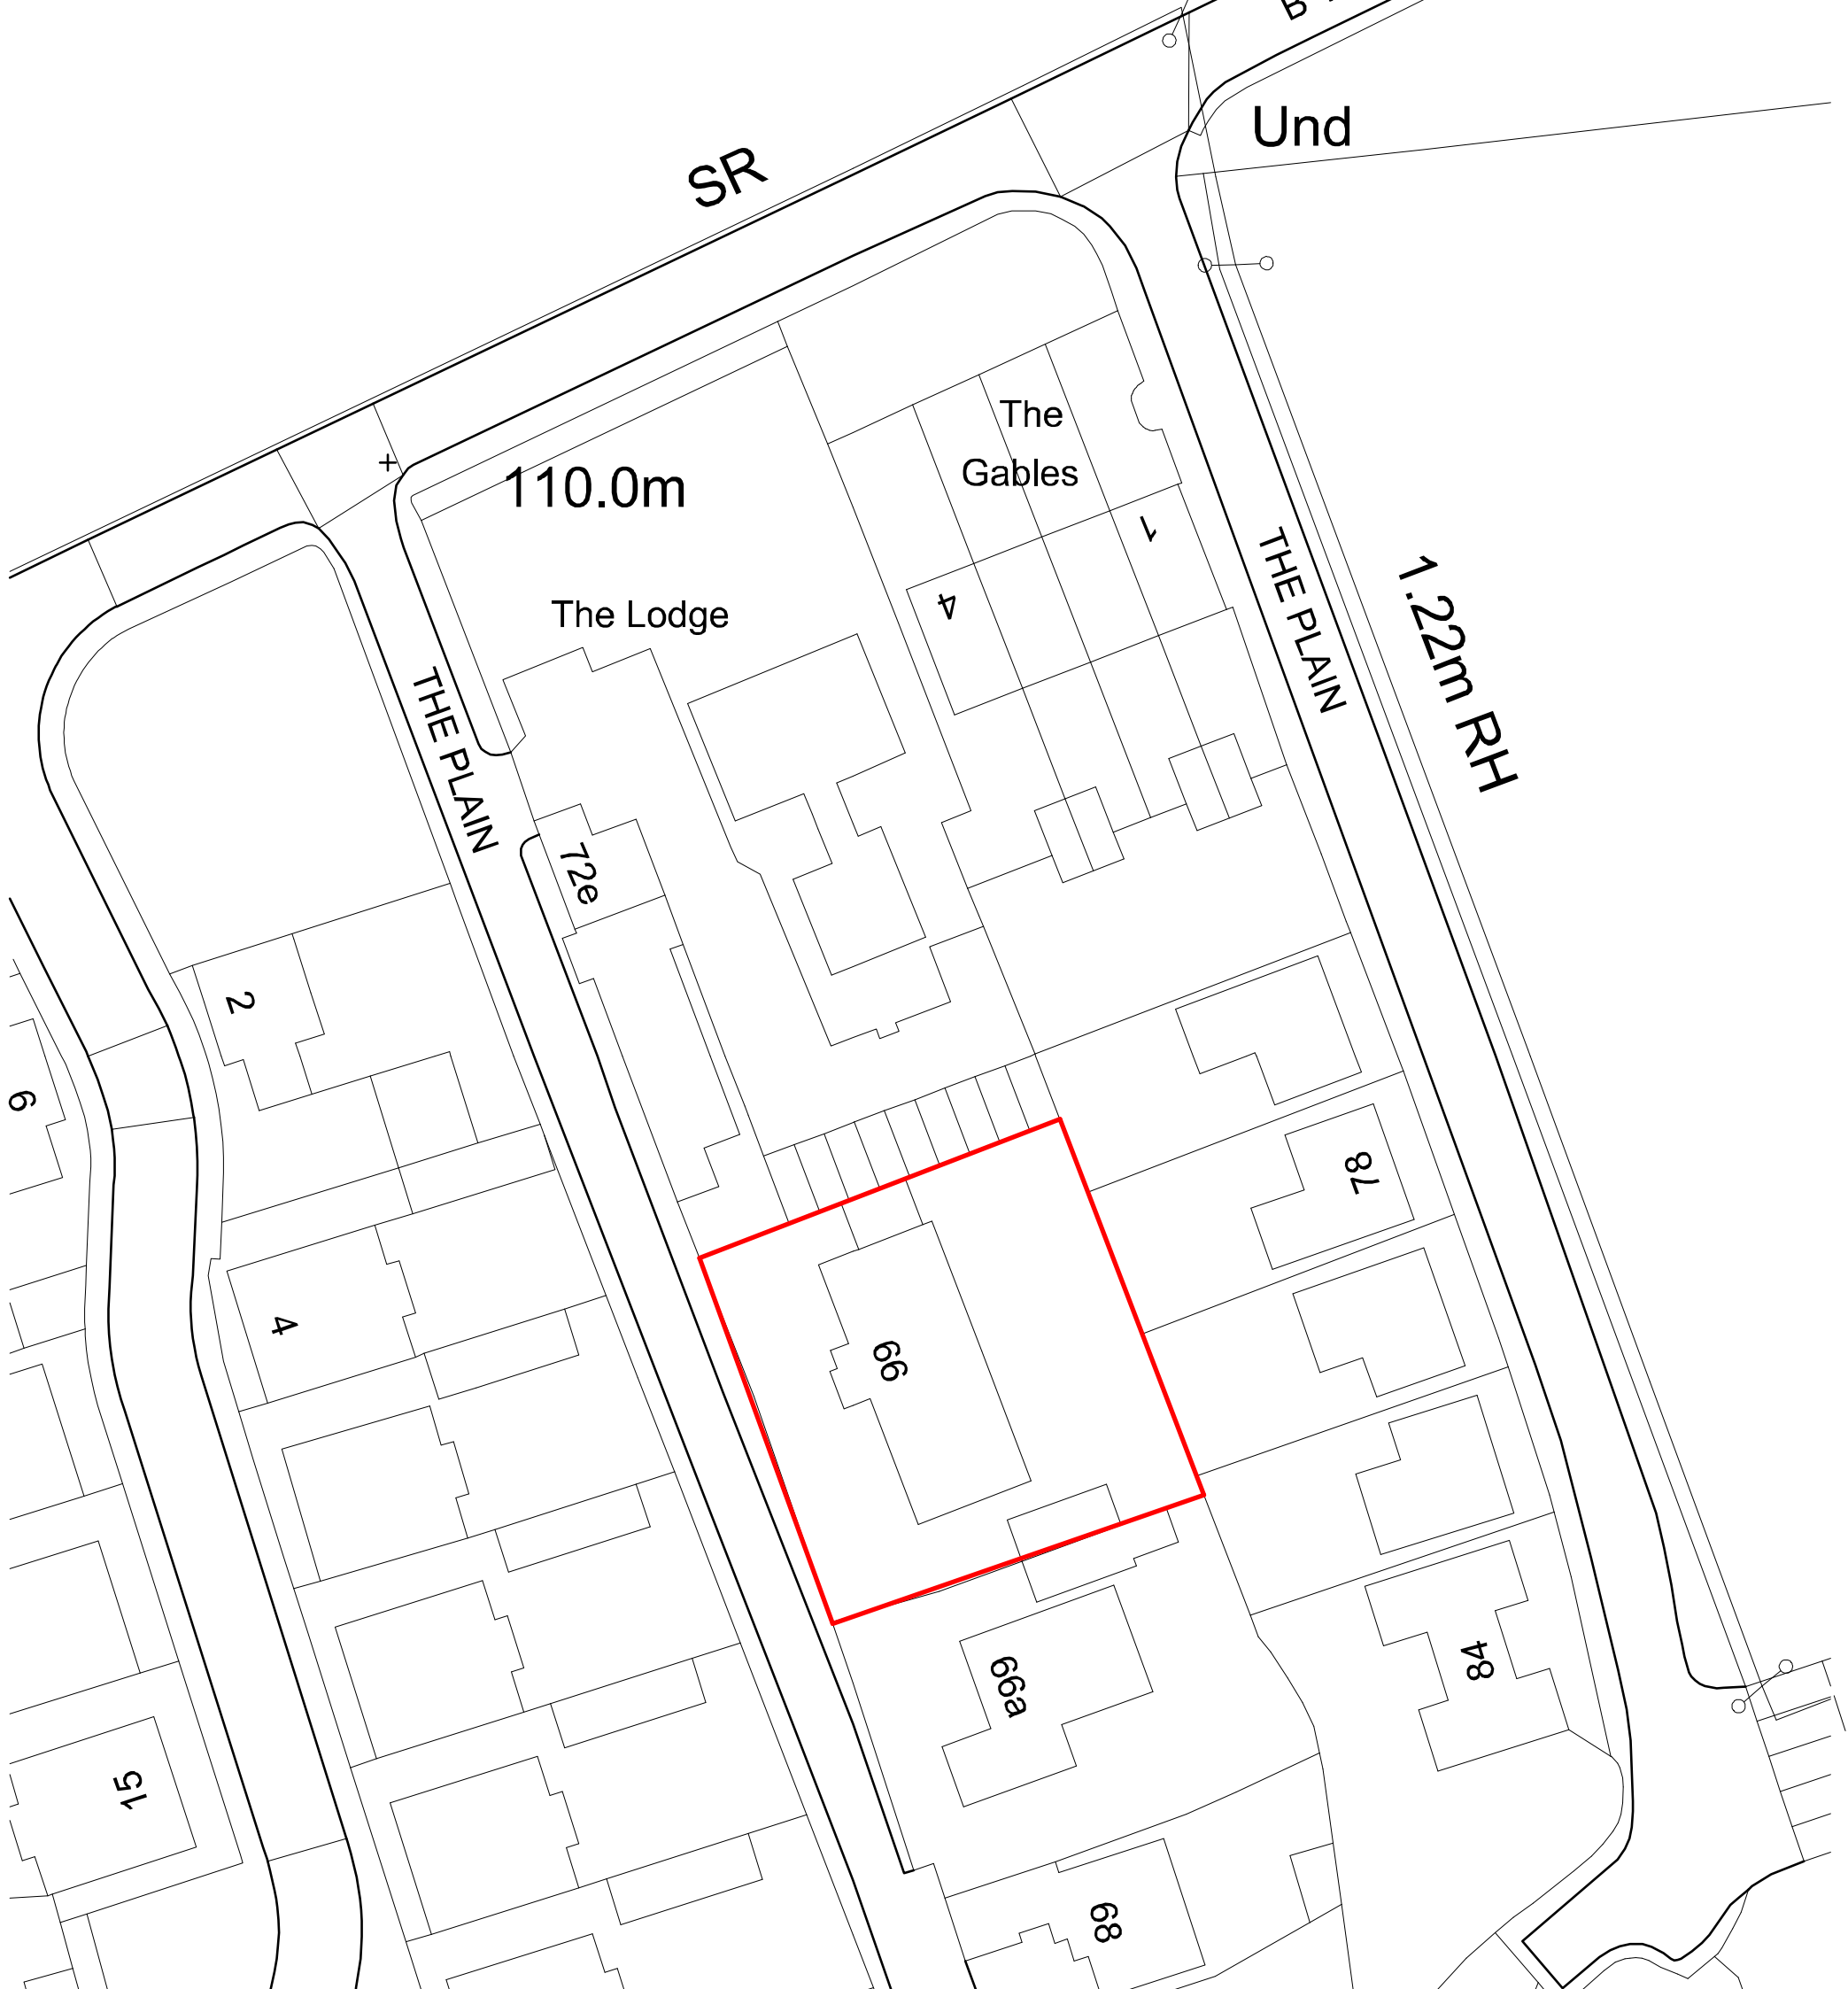 SR
Und
The
Gables
110.0m
1
4
The Lodge
THE PLAIN
1.22m RH
THE PLAIN
72e
2
6
78
4
66
66a
84
15
68